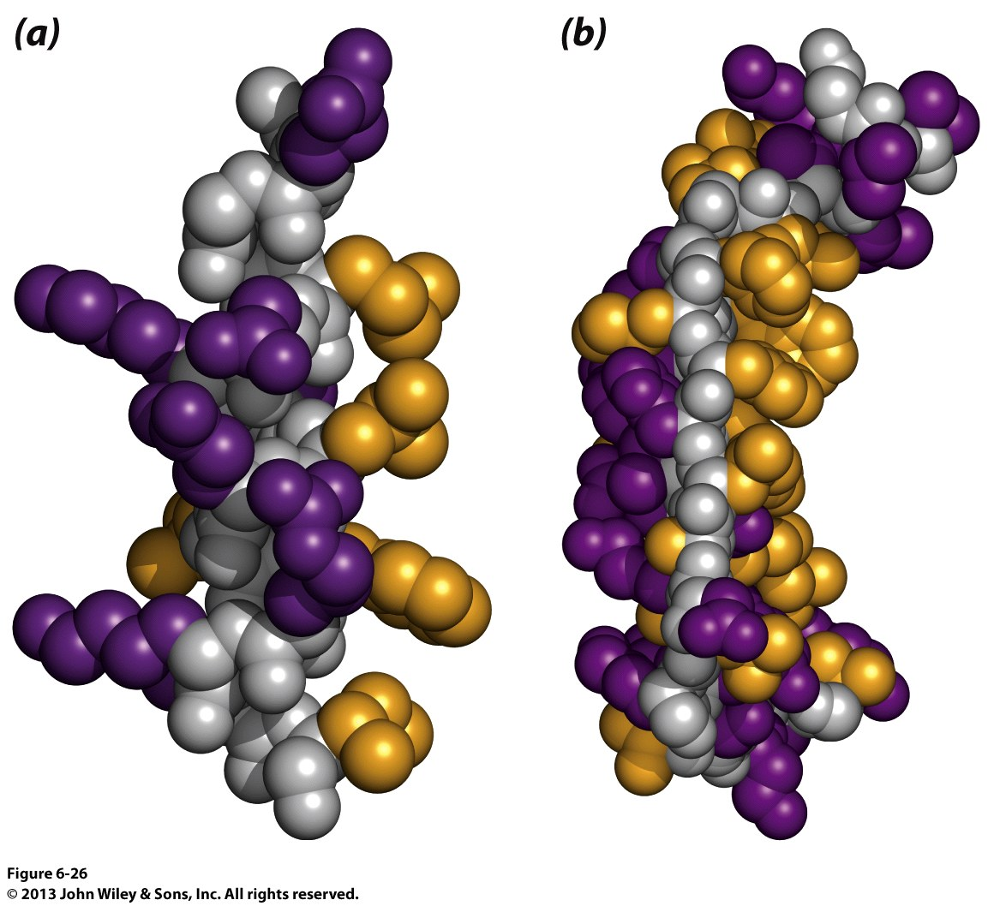 (a)
(b)
Figure 6-26
© 2013 John Wiley & Sons, Inc. All rights reserved.